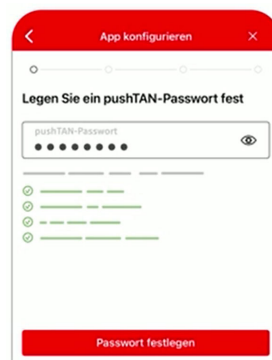 App konfigurieren
Legen Sie ein pushTAN-Passwort fest
pushTAN-Passwort
Passwort festlegen